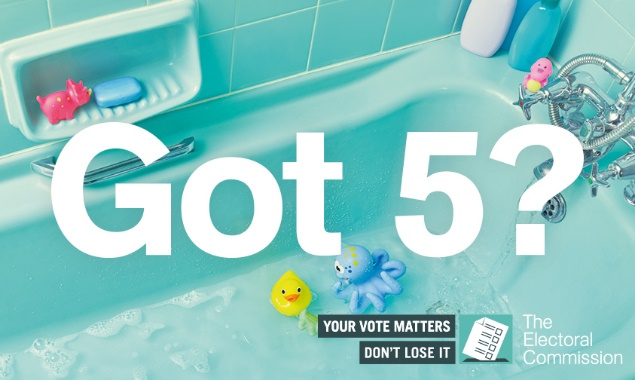 Got 5?
YOUR VOTE MATTERS
DON'T LOSE IT
The
Electoral
Commission